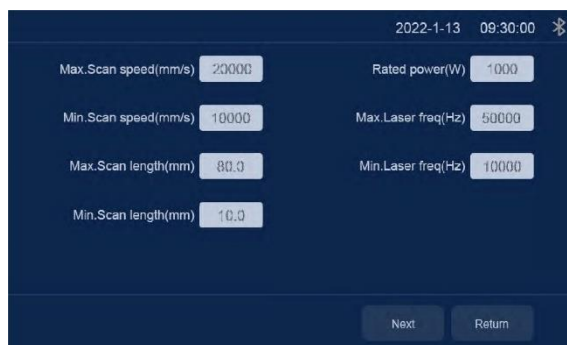 2022-1-13 09:30:00
Max.Scan speed(mm/s) 20000 Rated power(W) 1000
Min.Scan speed(mm/s) 10000 Max.Laser freq(Hz) 50000
Max.Scan length(mm) 80.0 Min.Laser freq(Hz) 10000
Min.Scan length(mm) 10.0
Next Return